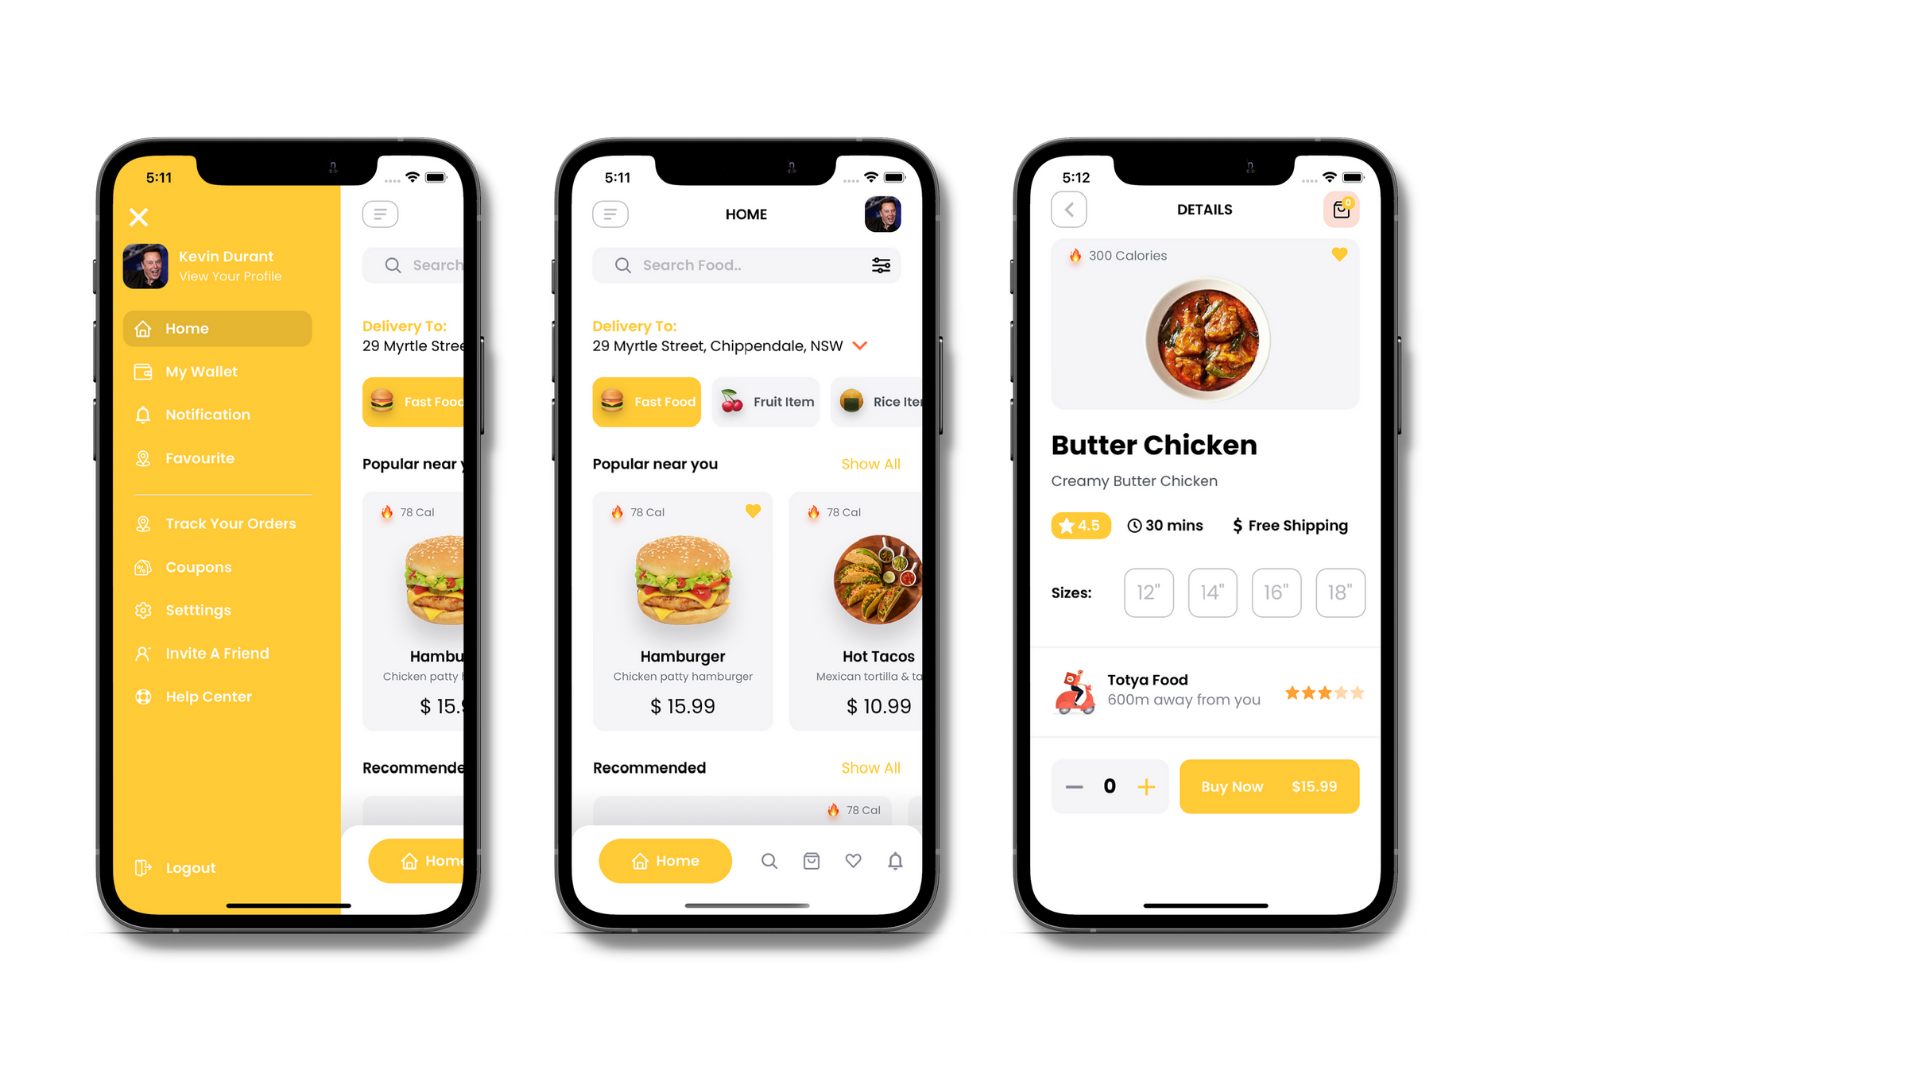 5:11
Kevin Durant
View Your Profile
Home
My Wallet
Notification
Favourite
Track Your Orders
Coupons
Setttings
Invite A Friend
Help Center
Logout
Search
Delivery To:
29 Myrtle Stree
Fast Food
Popular near y
78 Cal
Hambu
Chicken patty
$ 15.9
Recommende
Home
5:11
HOME
Search Food..
Delivery To:
29 Myrtle Street, Chippendale, NSW
Fast Food
Fruit Item
Rice Iter
Popular near you
Show All
78 Cal
Hamburger
Chicken patty hamburger
$ 15.99
78 Cal
Hot Tacos
Mexican tortilla & ta
$ 10.99
Recommended
Show All
78 Cal
Home
5:12
DETAILS
0
300 Calories
Butter Chicken
Creamy Butter Chicken
4.5
30 mins
$ Free Shipping
Sizes:
12"
14"
16"
18"
Totya Food
600m away from you
0
Buy Now $15.99